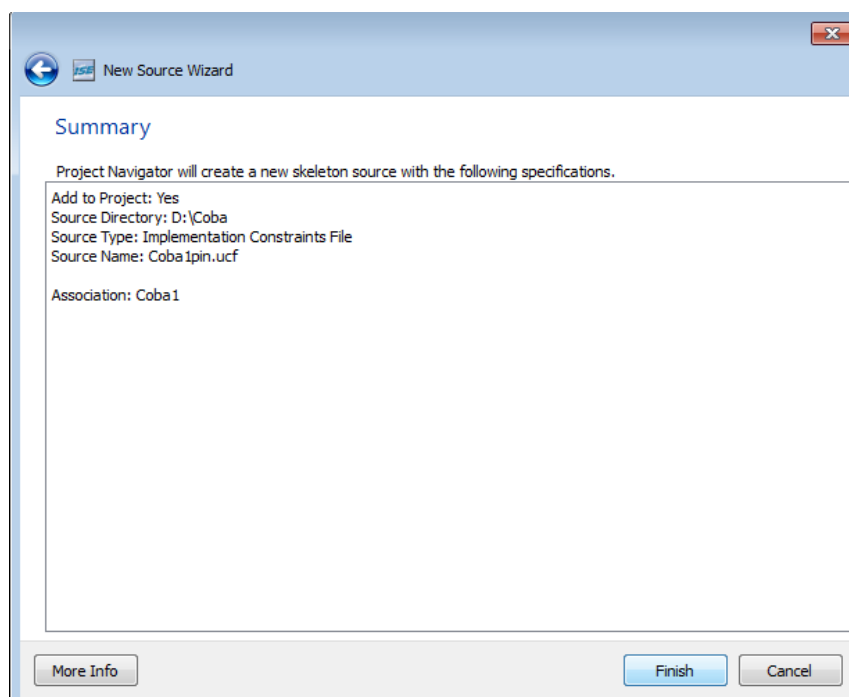 ISE New Source Wizard
Summary
Project Navigator will create a new skeleton source with the following specifications.
Add to Project: Yes
Source Directory: D:\Coba
Source Type: Implementation Constraints File
Source Name: Coba1pin.ucf
Association: Coba1
More Info Finish Cancel